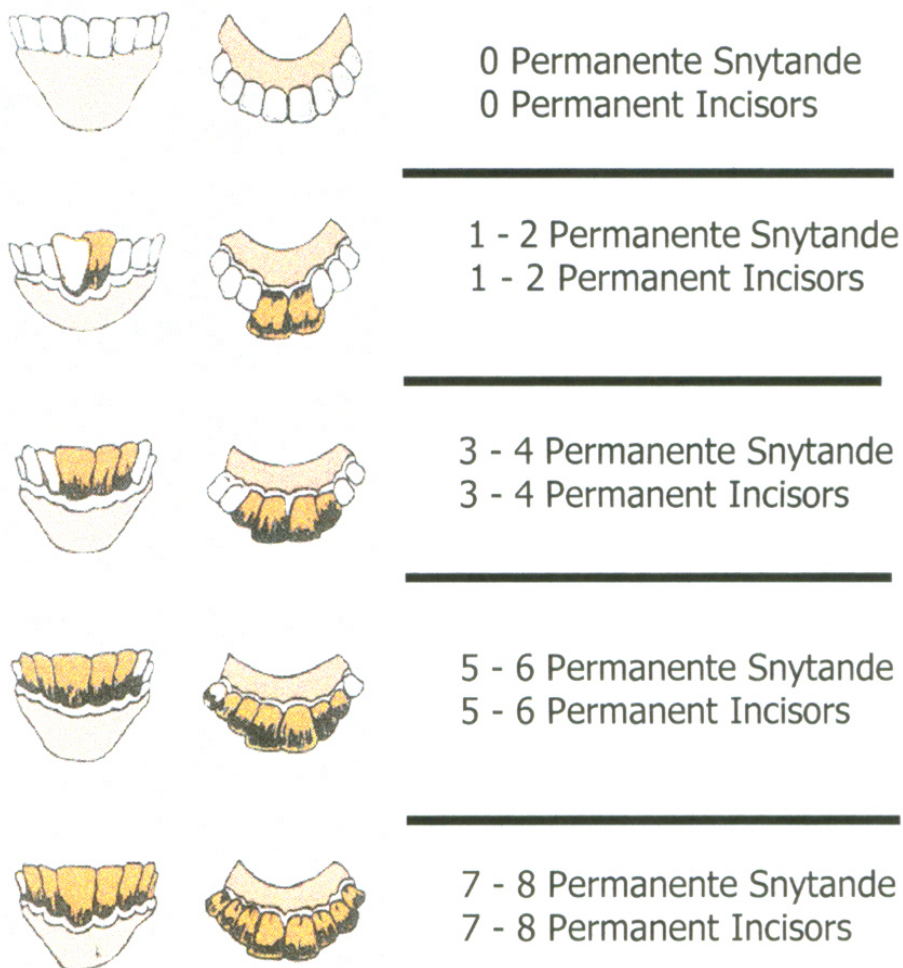 0 Permanente Snytande
0 Permanent Incisors
1 - 2 Permanente Snytande
1 - 2 Permanent Incisors
3 - 4 Permanente Snytande
3 - 4 Permanent Incisors
5 - 6 Permanente Snytande
5 - 6 Permanent Incisors
7 - 8 Permanente Snytande
7 - 8 Permanent Incisors